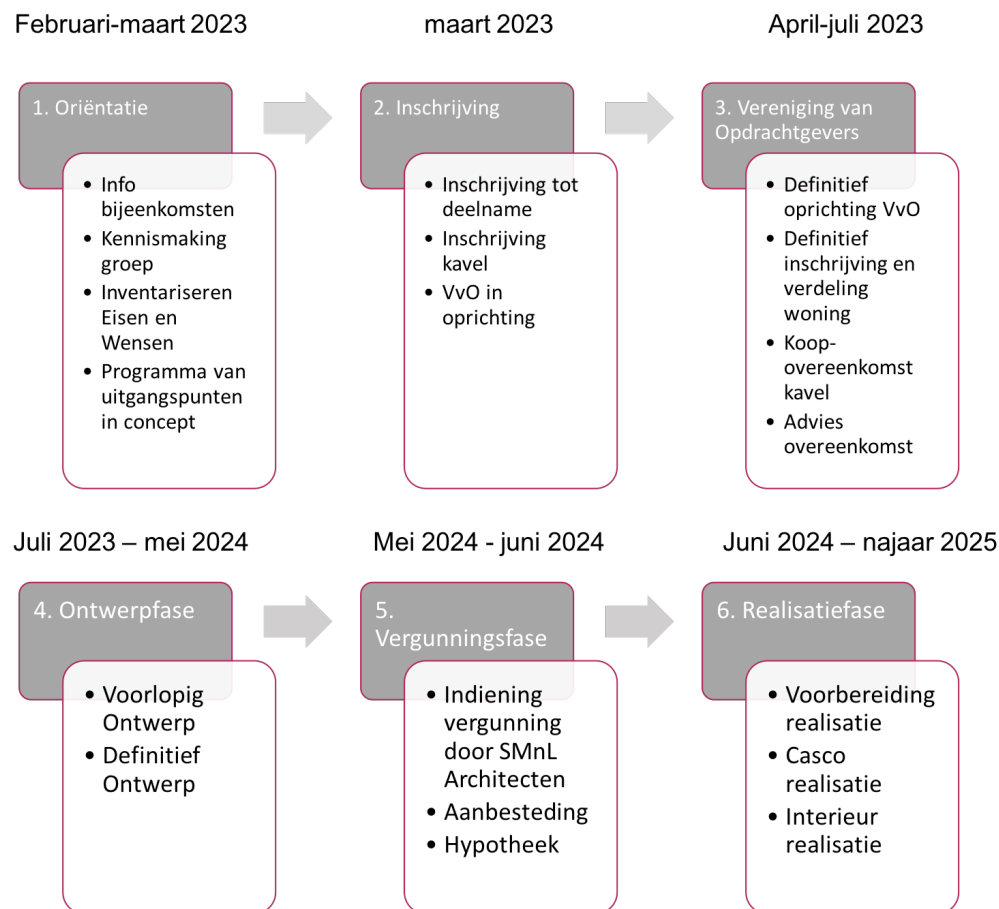 Februari-maart 2023
maart 2023
April-juli 2023
1. Oriëntatie
• Info
bijeenkomsten
• Kennismaking
groep
• Inventariseren
Eisen en
Wensen
• Programma van
uitgangspunten
in concept
2. Inschrijving
• Inschrijving tot
deelname
• Inschrijving
kavel
• VvO in
oprichting
3. Vereniging van
Opdrachtgevers
• Definitief
oprichting VvO
• Definitief
inschrijving en
verdeling
woning
• Koop-
overeenkomst
kavel
• Advies
overeenkomst
Juli 2023 – mei 2024
Mei 2024 - juni 2024
Juni 2024 – najaar 2025
4. Ontwerpfase
• Voorlopig
Ontwerp
• Definitief
Ontwerp
5.
Vergunningsfase
• Indiening
vergunning
door SMnL
Architecten
• Aanbesteding
• Hypotheek
6. Realisatiefase
• Voorbereiding
realisatie
• Casco
realisatie
• Interieur
realisatie